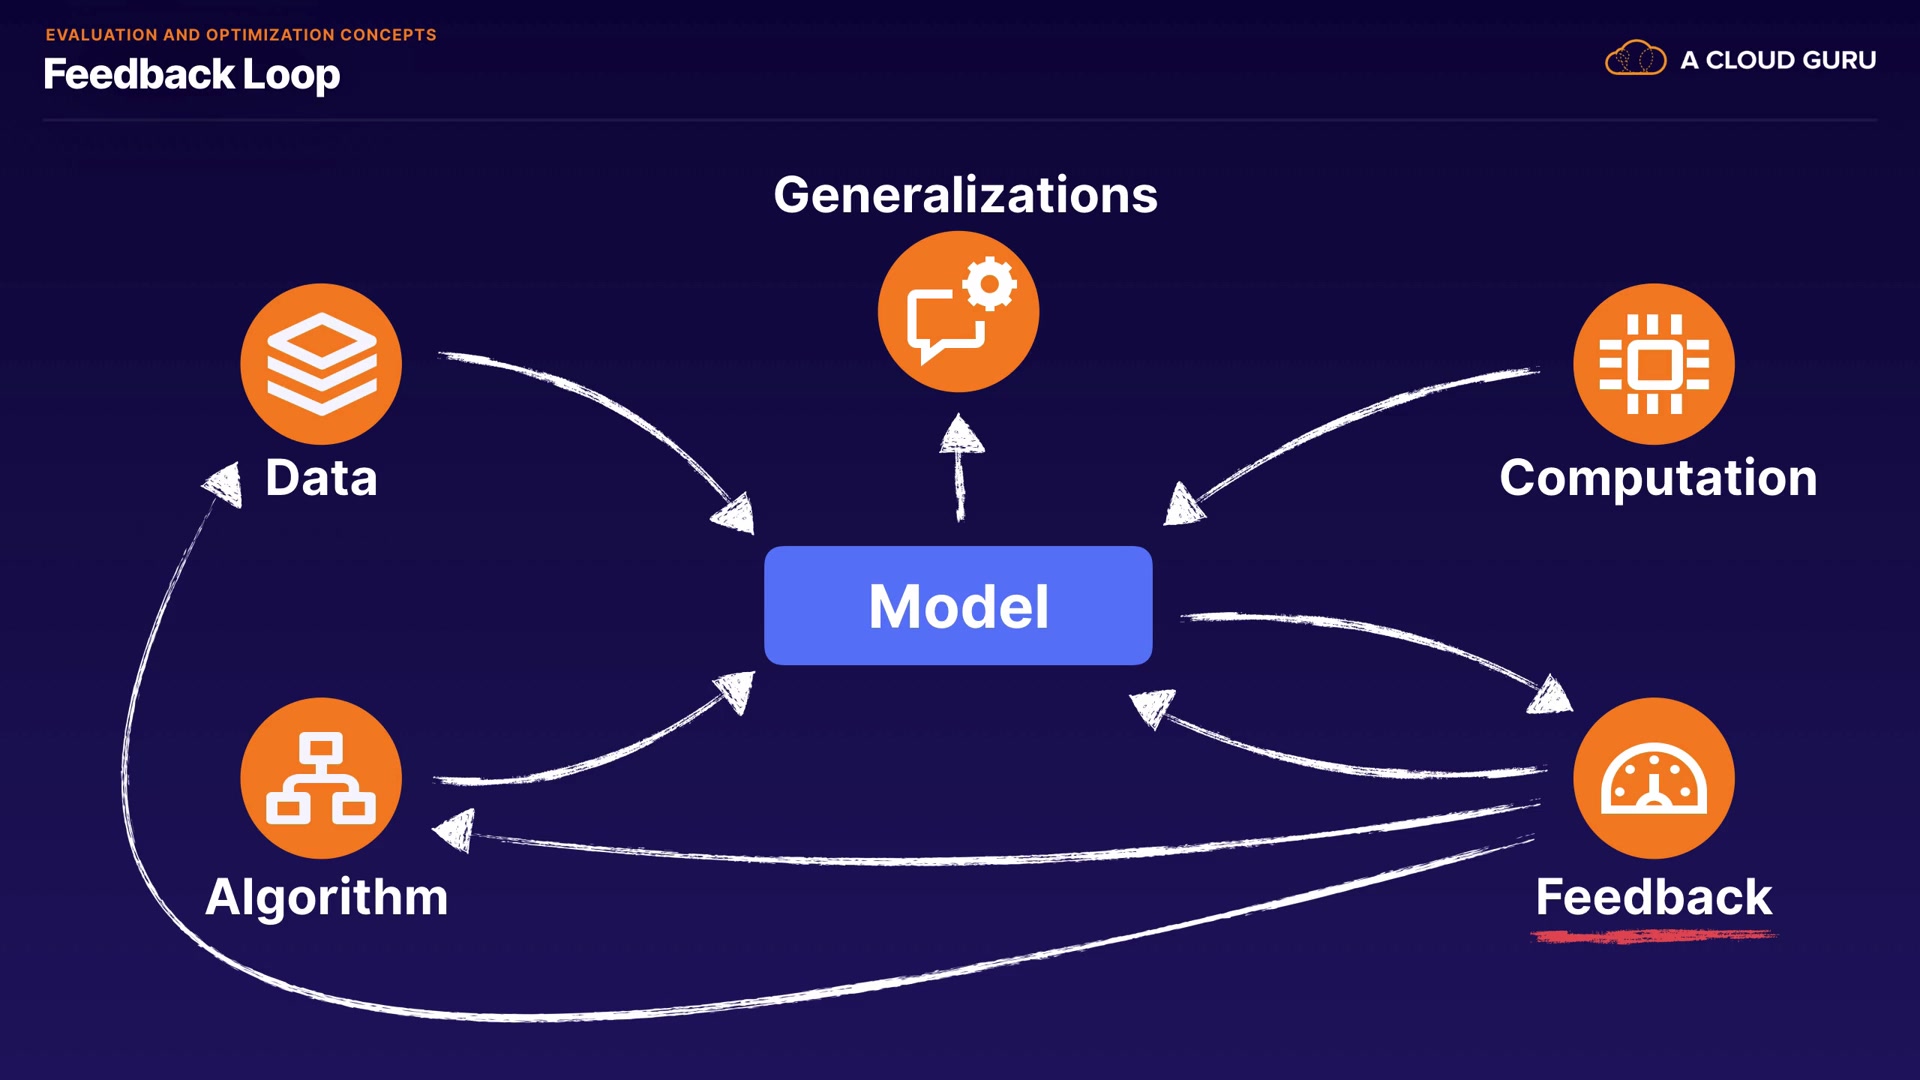 EVALUATION AND OPTIMIZATION CONCEPTS
Feedback Loop
A CLOUD GURU
Generalizations
Data
Computation
Model
Algorithm
Feedback